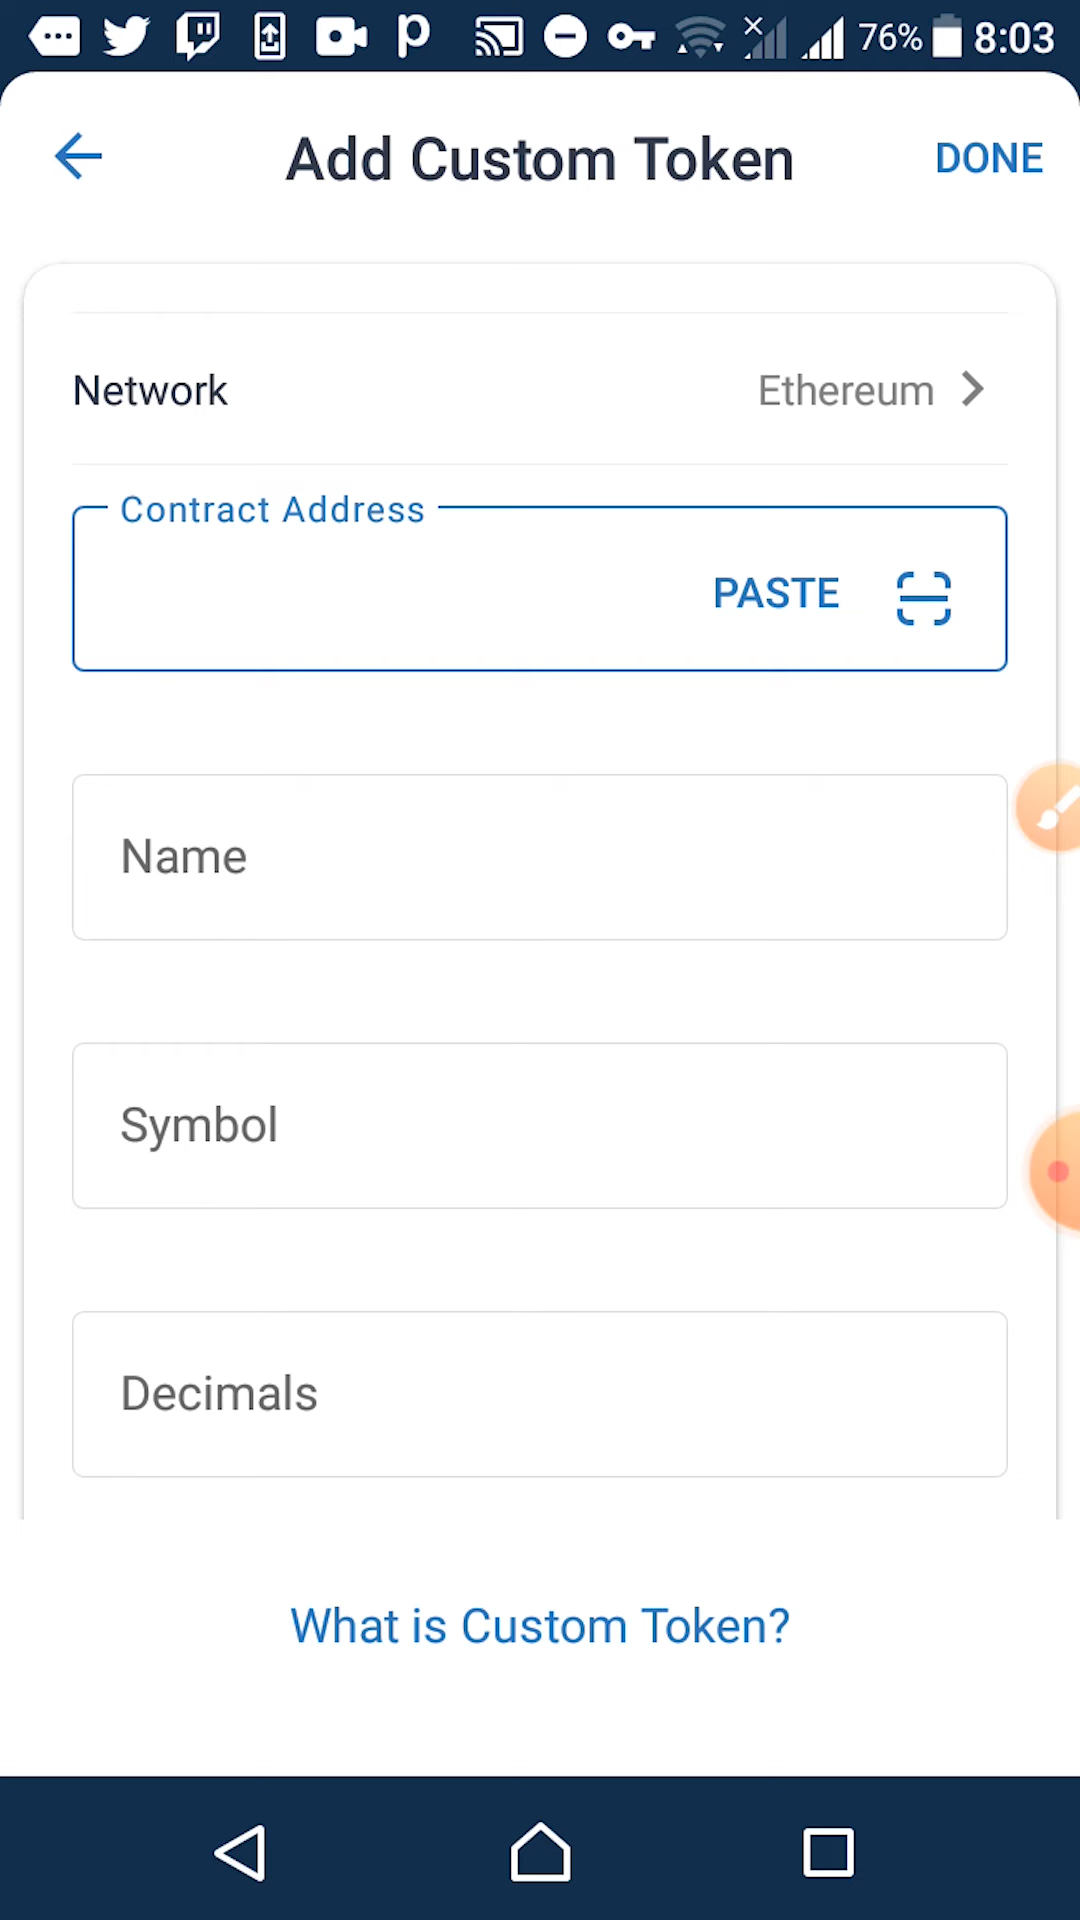 76% 8:03
Add Custom Token DONE
Network Ethereum
Contract Address
PASTE
Name
Symbol
Decimals
What is Custom Token?